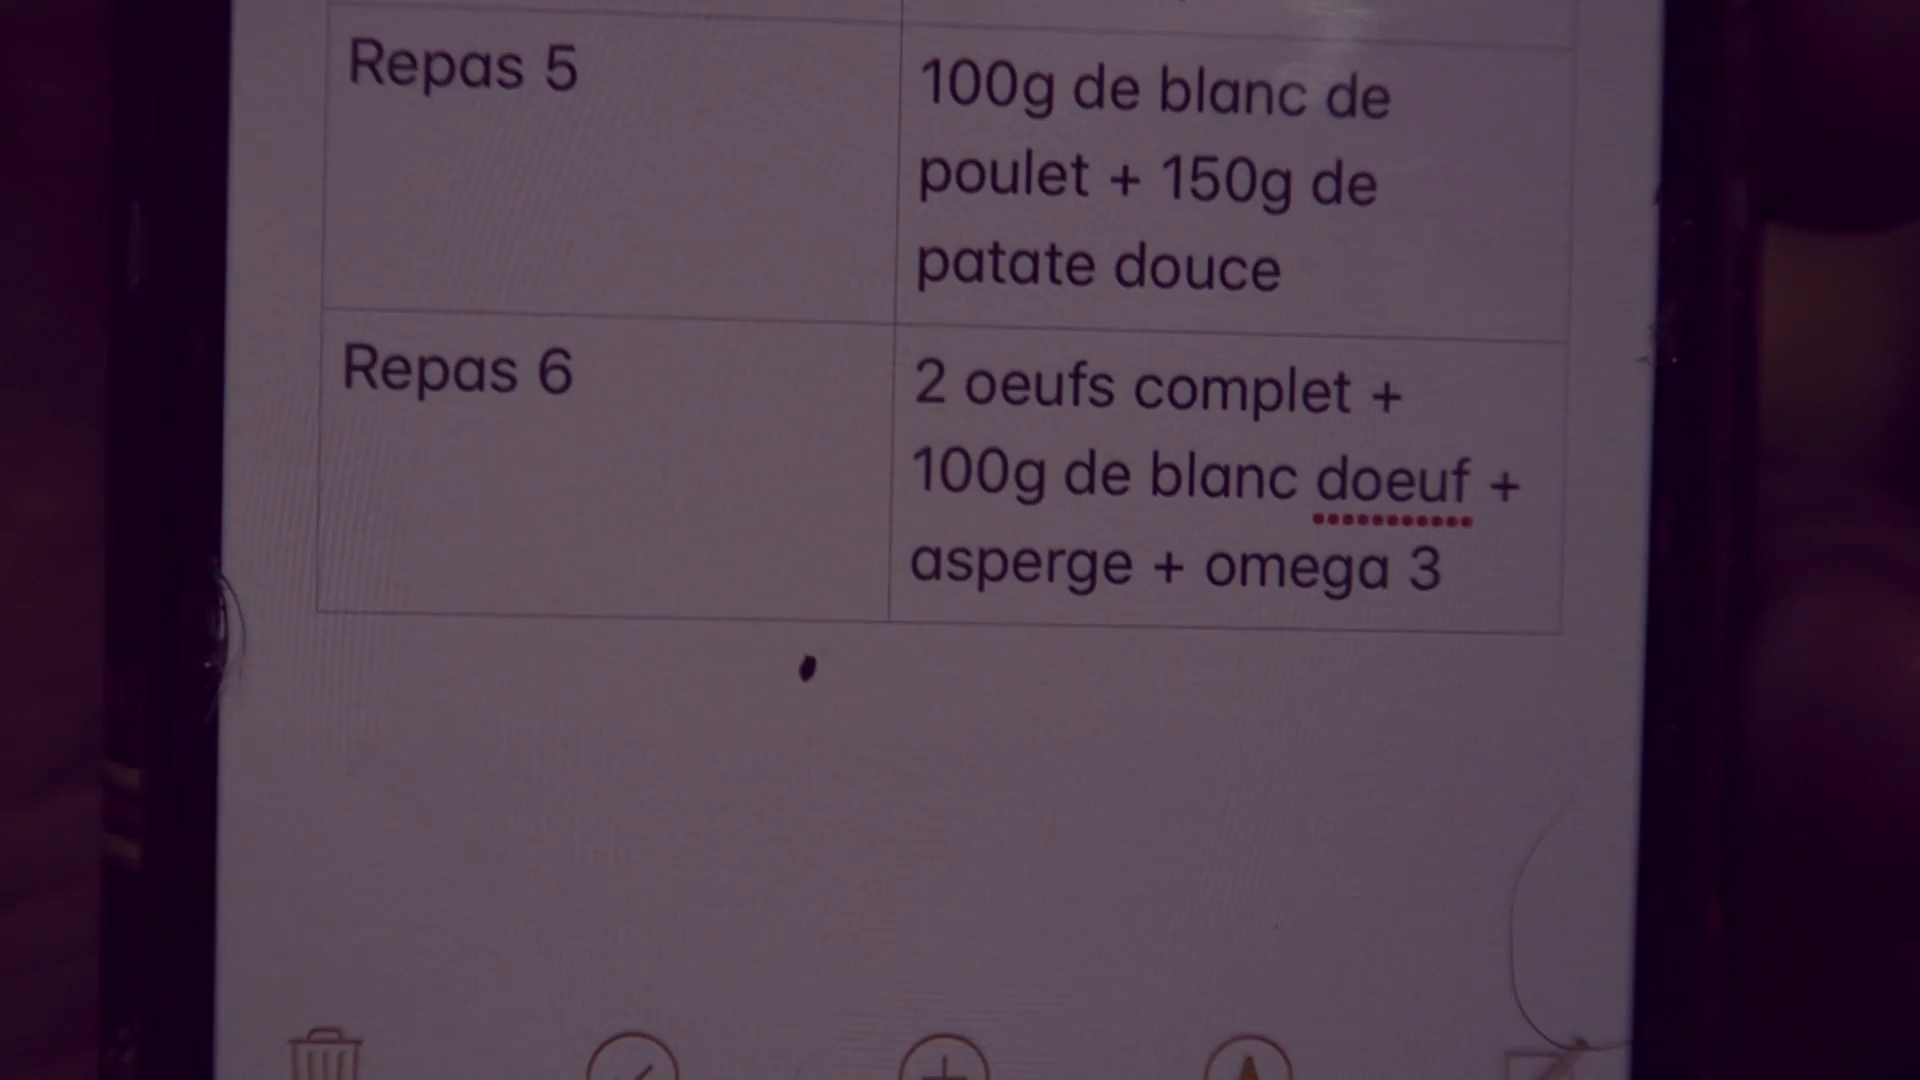 Repas 5
100g de blanc de
poulet + 150g de
patate douce
Repas 6
2 oeufs complet +
100g de blanc doeuf +
asperge + omega 3